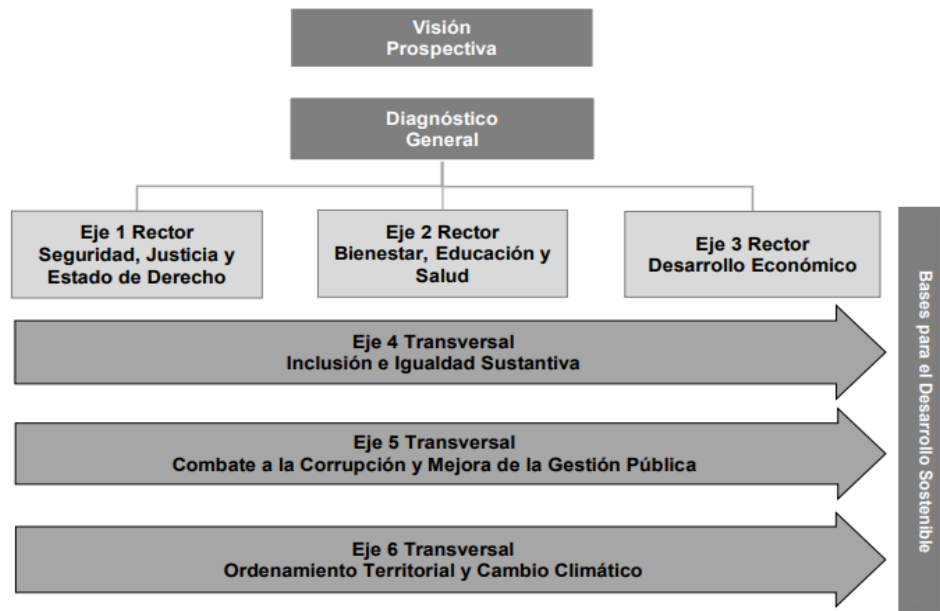 Visión
Prospectiva
Diagnóstico
General
Eje 1 Rector
Seguridad, Justicia y
Estado de Derecho
Eje 2 Rector
Bienestar, Educación y
Salud
Eje 3 Rector
Desarrollo Económico
Eje 4 Transversal
Inclusión e Igualdad Sustantiva
Eje 5 Transversal
Combate a la Corrupción y Mejora de la Gestión Pública
Eje 6 Transversal
Ordenamiento Territorial y Cambio Climático
Bases para el Desarrollo Sostenible